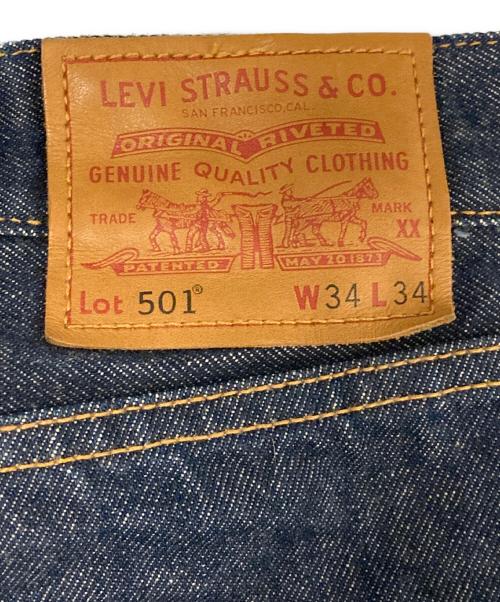 LEVI STRAUSS & CO.
SAN FRANCISCO, CAL.
ORIGINAL RIVETED
GENUINE QUALITY CLOTHING
TRADE MARK
XX
PATENTED MAY 20 1873
Lot 501® W34 L34